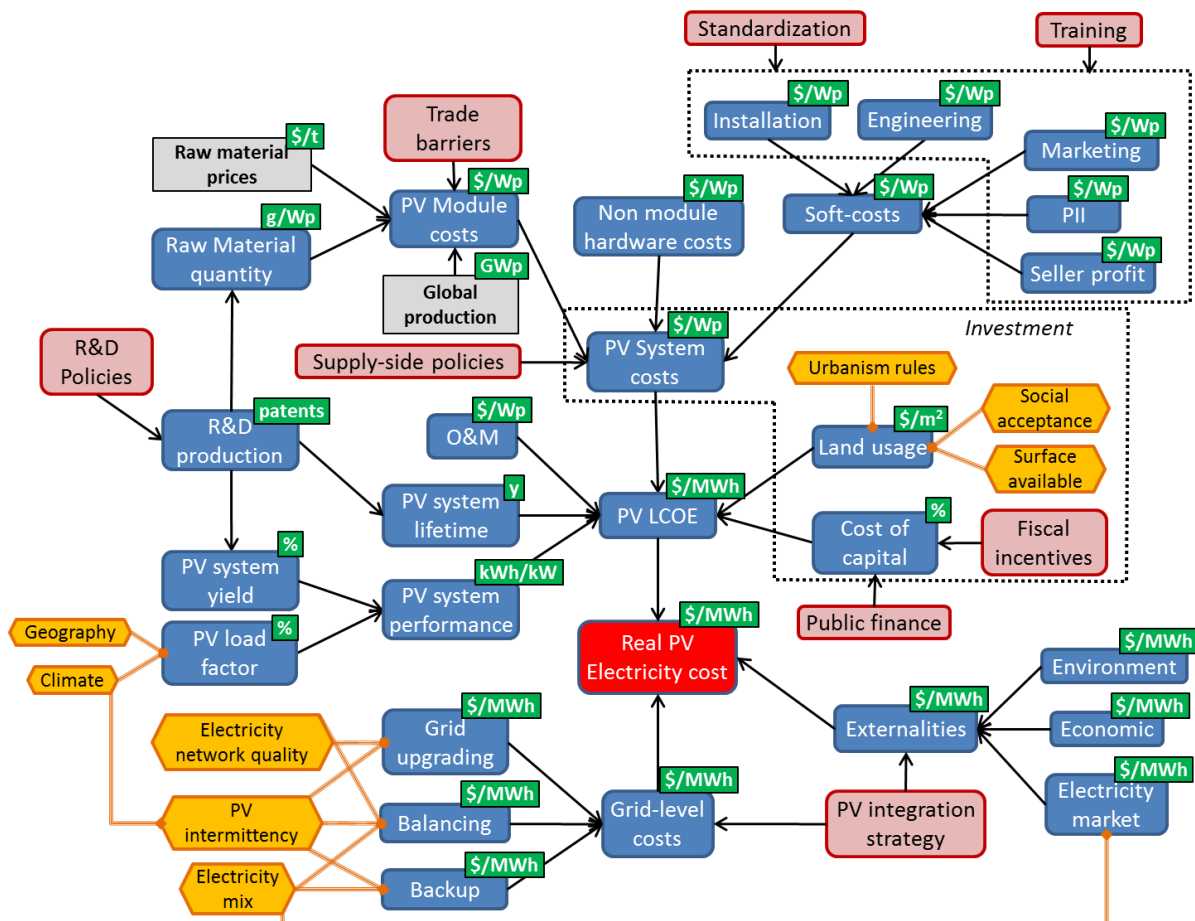 Standardization
Training
$/Wp
Installation
$/Wp
Engineering
$/Wp
Marketing
$/Wp
PII
$/Wp
Seller profit
$/Wp
Soft-costs
Trade
barriers
$/t
Raw material
prices
$/Wp
PV Module
costs
g/Wp
Raw Material
quantity
GWp
Global
production
$/Wp
Non module
hardware costs
Investment
$/Wp
PV System
costs
Supply-side policies
R&D
Policies
patents
R&D
production
$/Wp
O&M
y
PV system
lifetime
$/MWh
PV LCOE
Urbanism rules
Social
acceptance
$/m²
Land usage
Surface
available
%
Cost of
capital
Fiscal
incentives
Public finance
%
PV system
yield
kWh/kW
PV system
performance
%
PV load
factor
Geography
Climate
$/MWh
Real PV
Electricity cost
$/MWh
Environment
$/MWh
Externalities
$/MWh
Economic
$/MWh
Electricity
market
Electricity
network quality
$/MWh
Grid
upgrading
PV
intermittency
$/MWh
Balancing
$/MWh
Grid-level
costs
PV integration
strategy
Electricity
mix
$/MWh
Backup